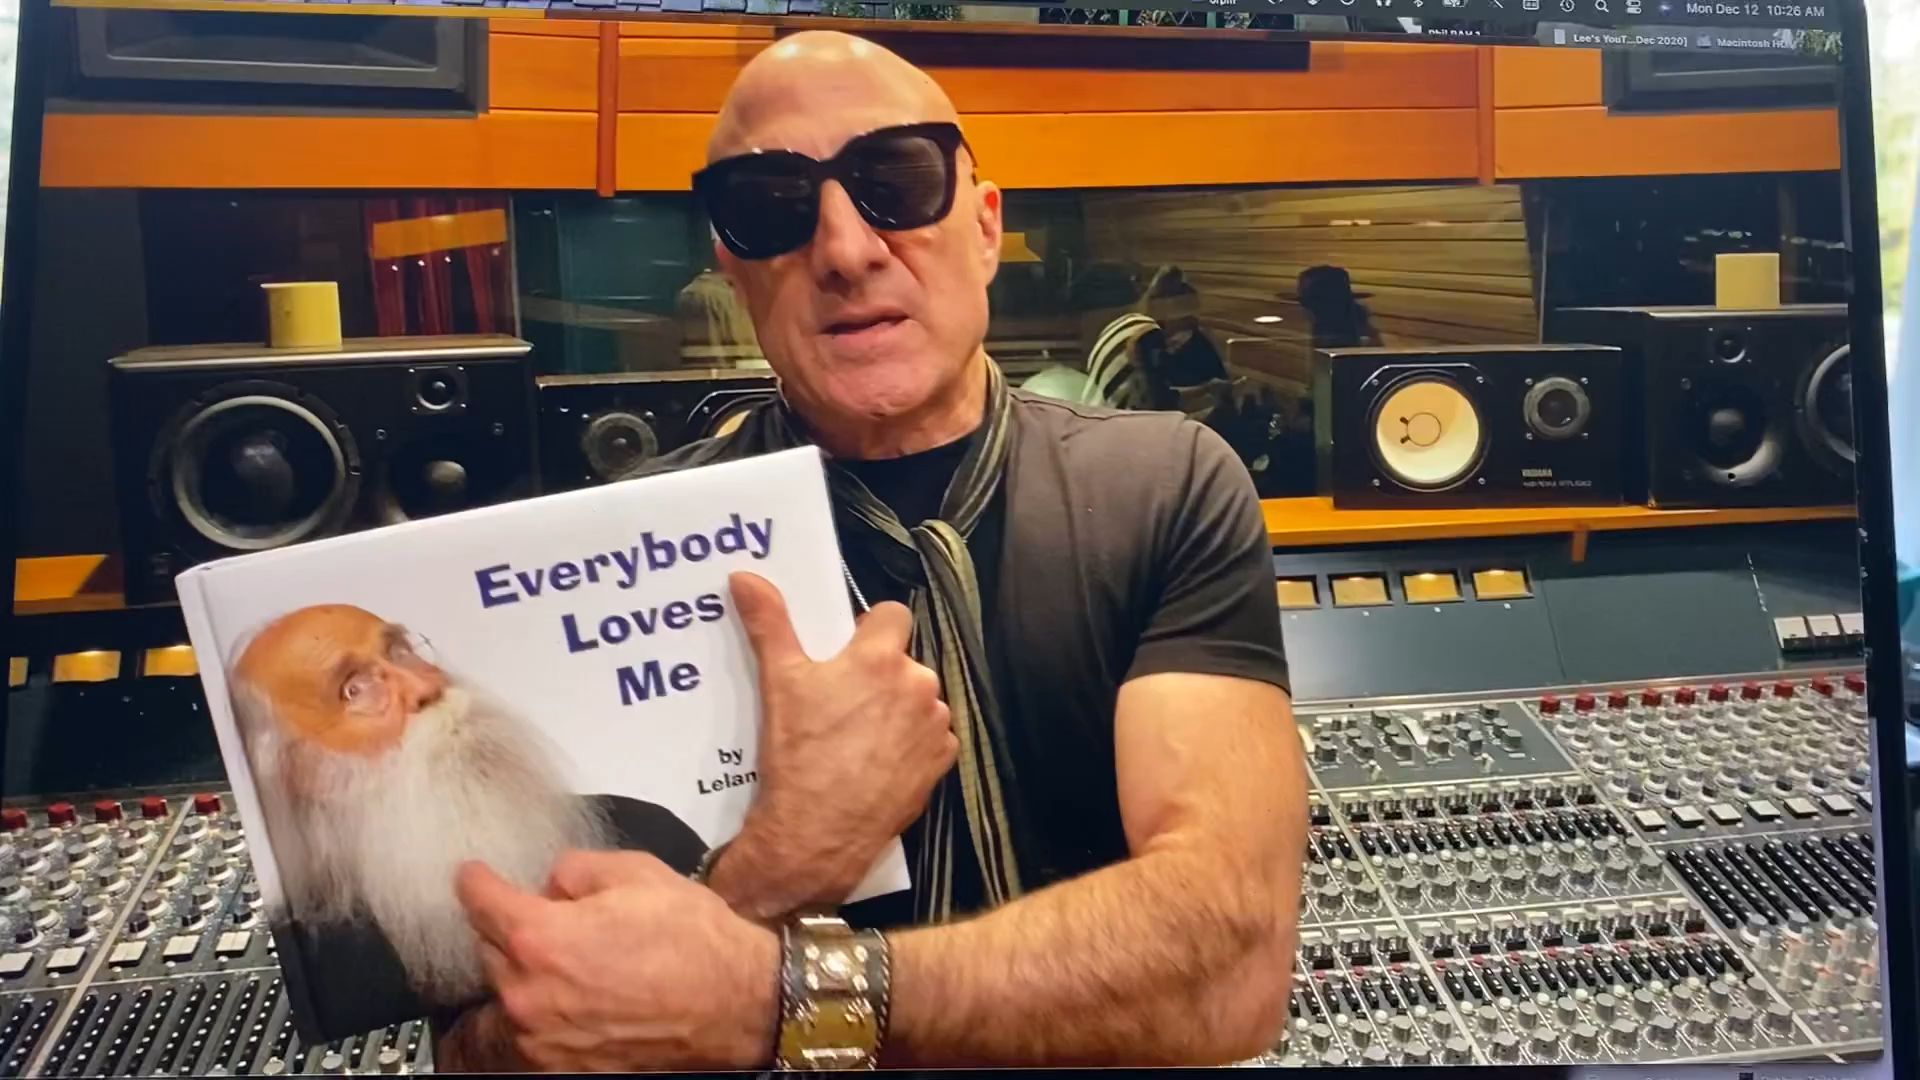 Mon Dec 12 10:26 AM
Lee's YouT...Dec 2020]
Macintosh HD
Everybody
Loves
Me
by
Lelan
YAMAHA